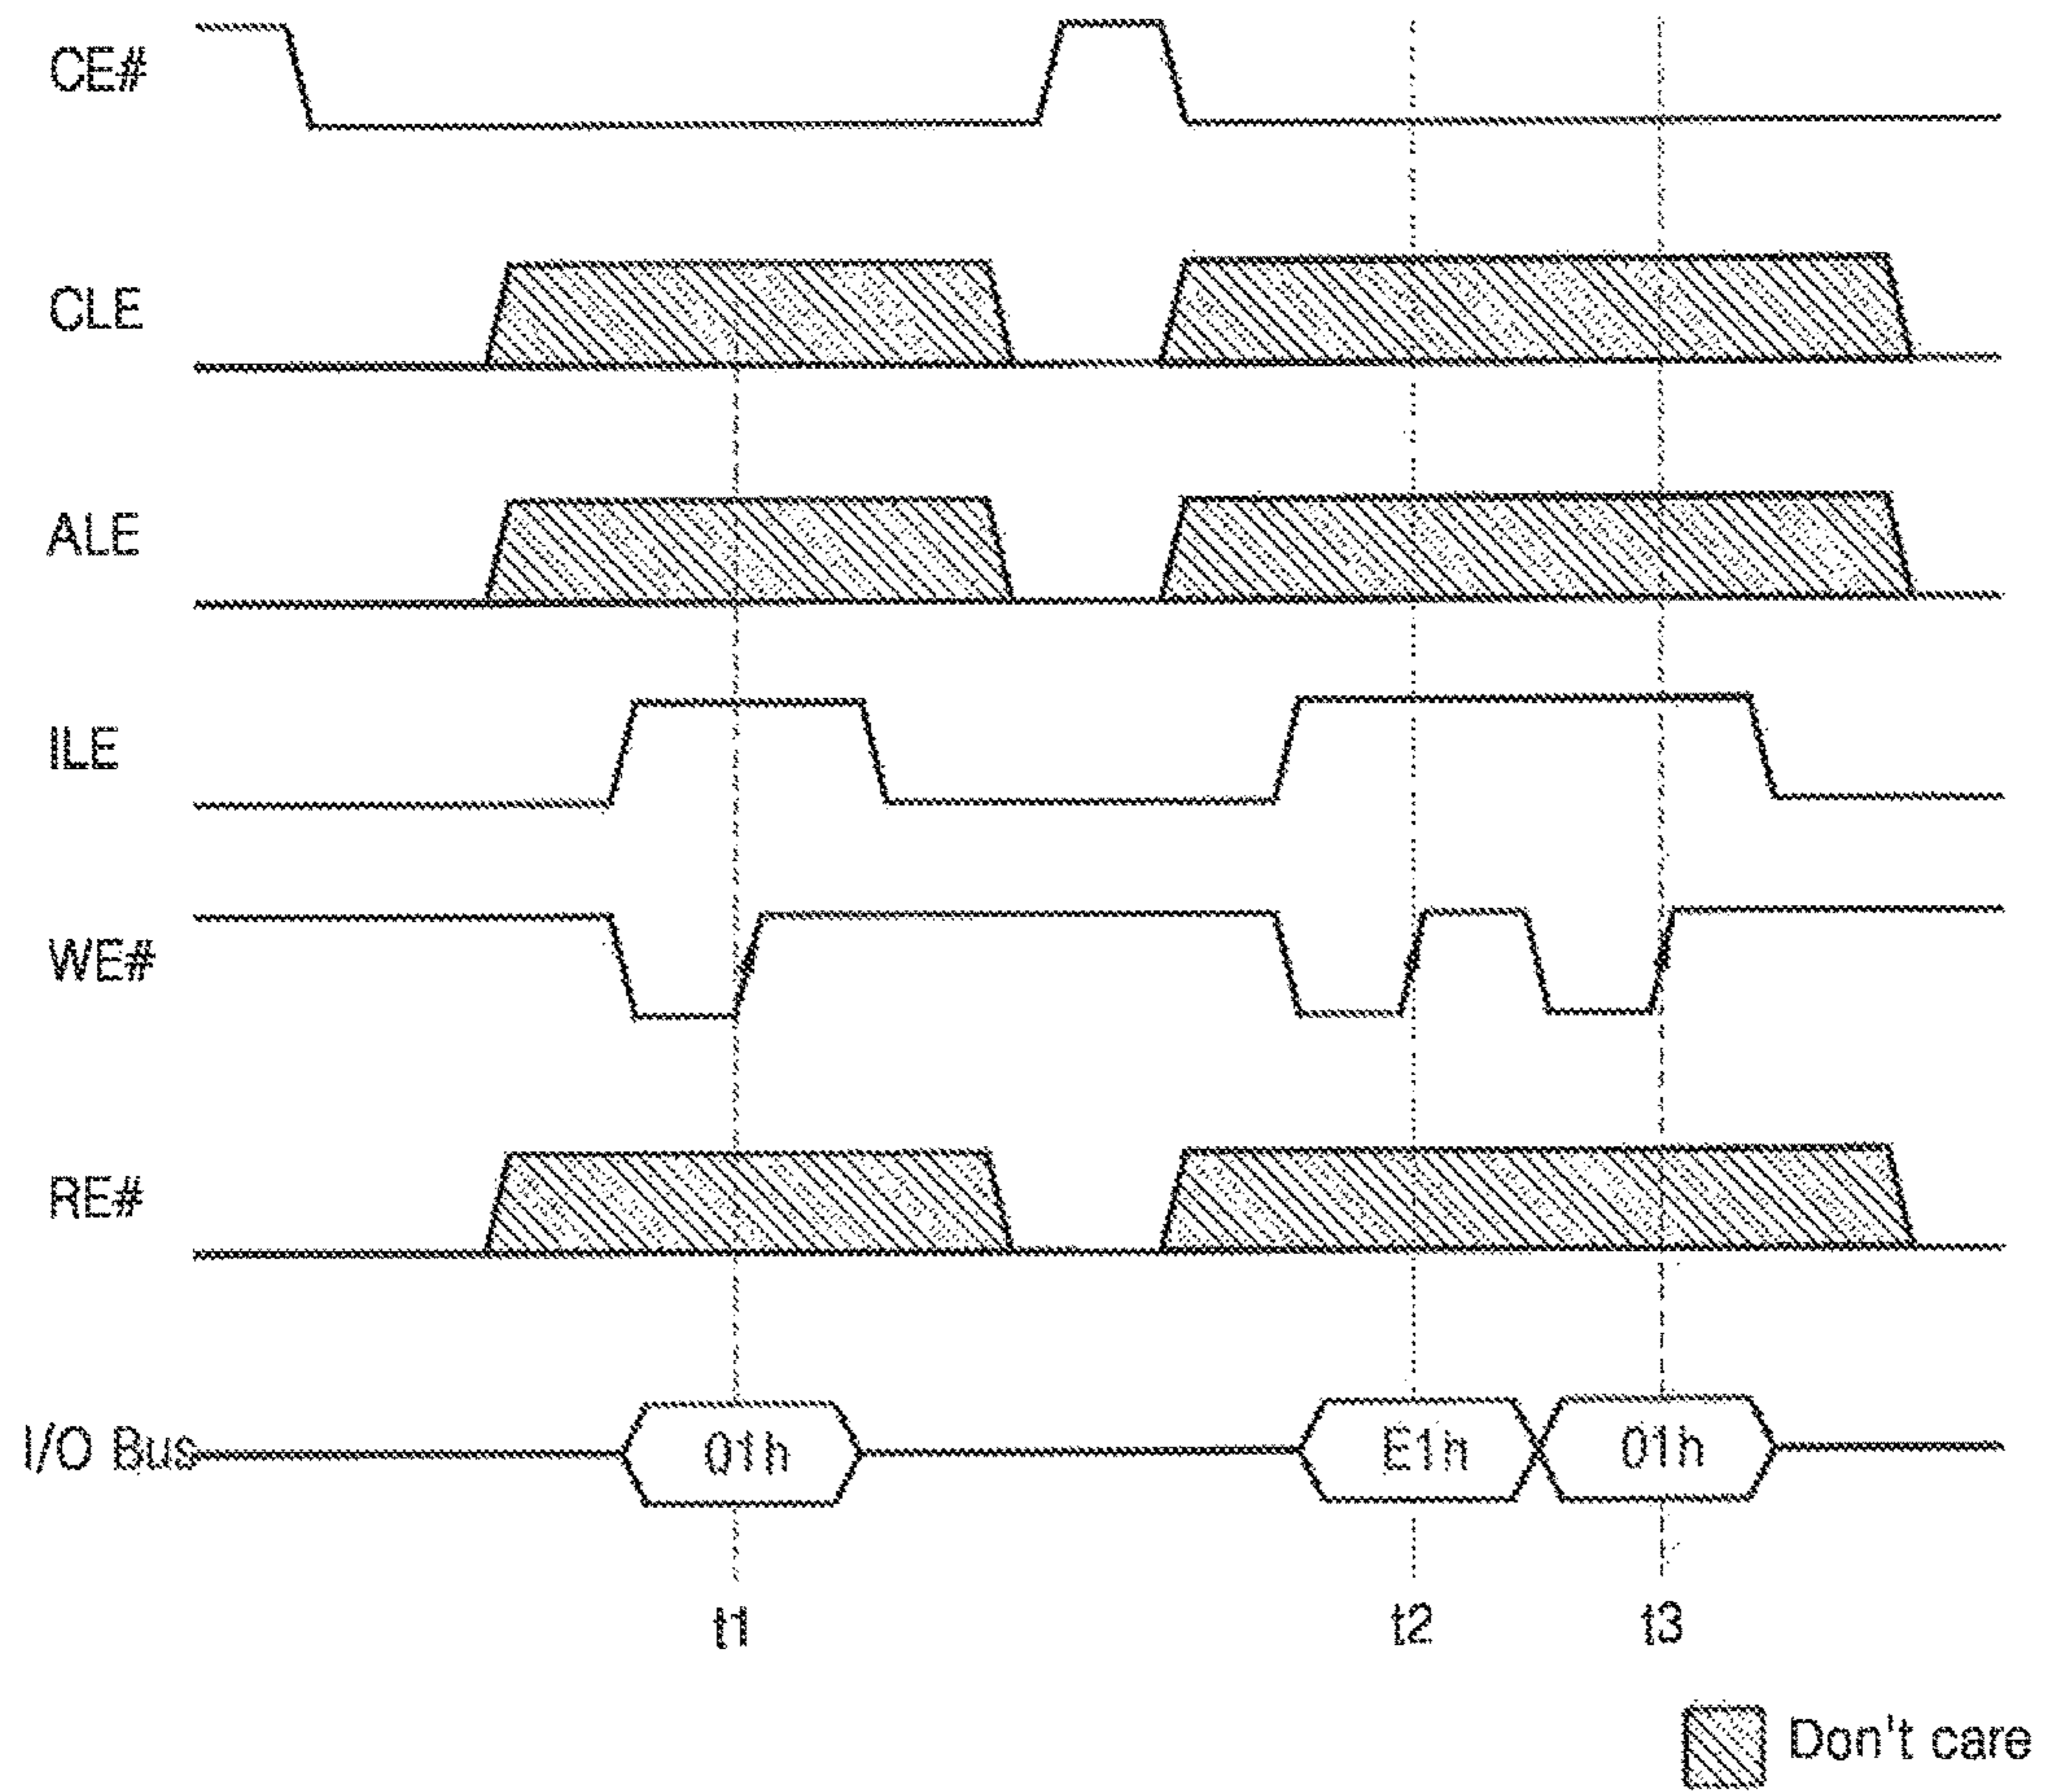 CE#
CLE
ALE
ILE
WE#
RE#
I/O Bus 01h E1h 01h
t1 t2 t3
Don't care